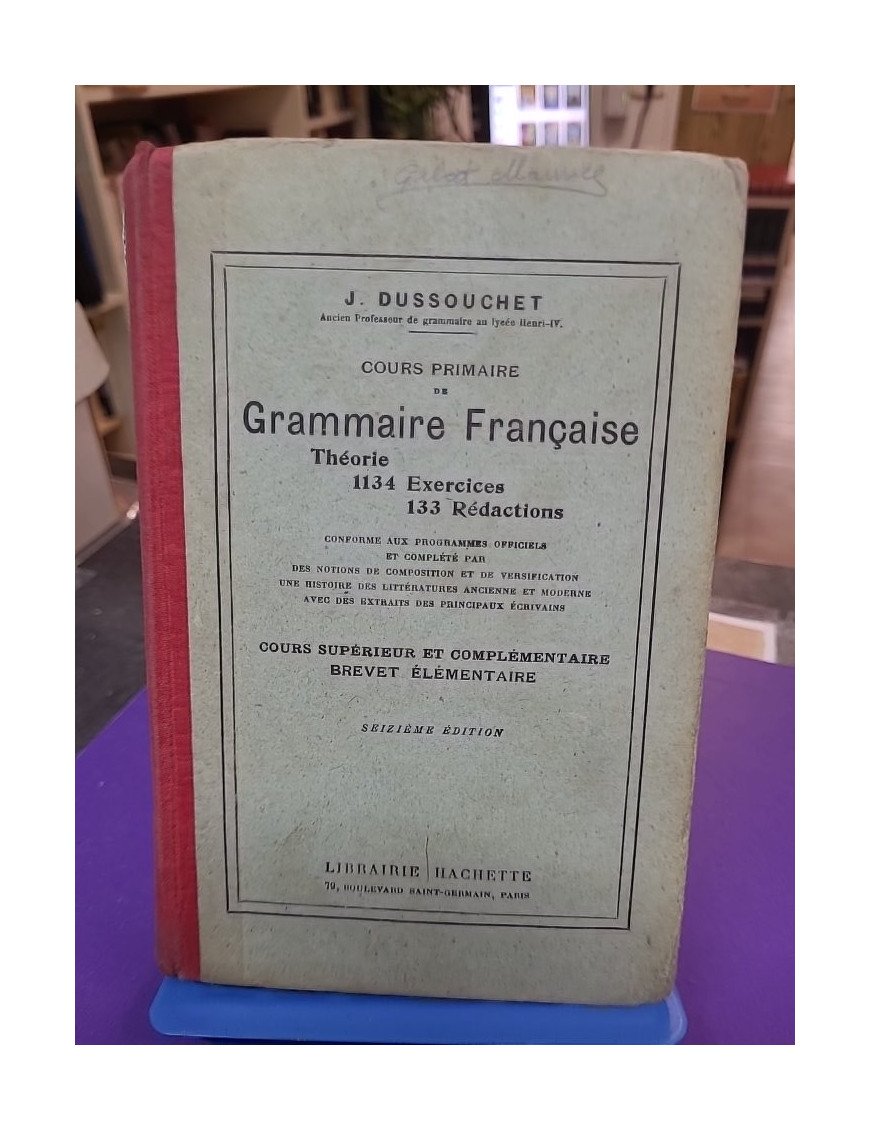 J. DUSSOUCHET
Ancien Professeur de grammaire au lycée Henri-IV.
COURS PRIMAIRE
DE
Grammaire Française
Théorie
1134 Exercices
133 Rédactions
CONFORME AUX PROGRAMMES OFFICIELS
ET COMPLÉTÉ PAR
DES NOTIONS DE COMPOSITION ET DE VERSIFICATION
UNE HISTOIRE DES LITTÉRATURES ANCIENNE ET MODERNE
AVEC DES EXTRAITS DES PRINCIPAUX ÉCRIVAINS
COURS SUPÉRIEUR ET COMPLÉMENTAIRE
BREVET ÉLÉMENTAIRE
SEIZIÈME ÉDITION
LIBRAIRIE HACHETTE
79, BOULEVARD SAINT-GERMAIN, PARIS